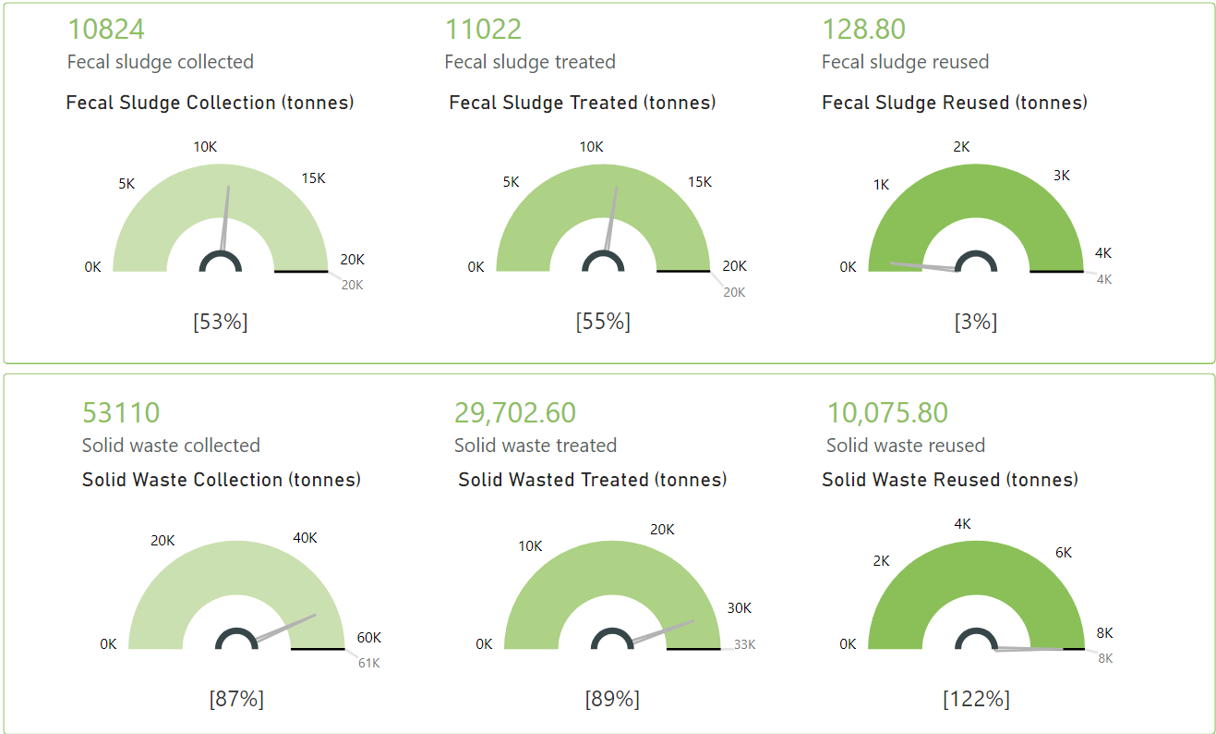 10824
Fecal sludge collected
Fecal Sludge Collection (tonnes)
10K
5K
15K
0K
20K
20K
[53%]
11022
Fecal sludge treated
Fecal Sludge Treated (tonnes)
10K
5K
15K
0K
20K
20K
[55%]
128.80
Fecal sludge reused
Fecal Sludge Reused (tonnes)
2K
1K
3K
0K
4K
4K
[3%]
53110
Solid waste collected
Solid Waste Collection (tonnes)
20K
40K
0K
60K
61K
[87%]
29,702.60
Solid waste treated
Solid Wasted Treated (tonnes)
20K
10K
30K
0K
33K
[89%]
10,075.80
Solid waste reused
Solid Waste Reused (tonnes)
4K
2K
6K
0K
8K
8K
[122%]